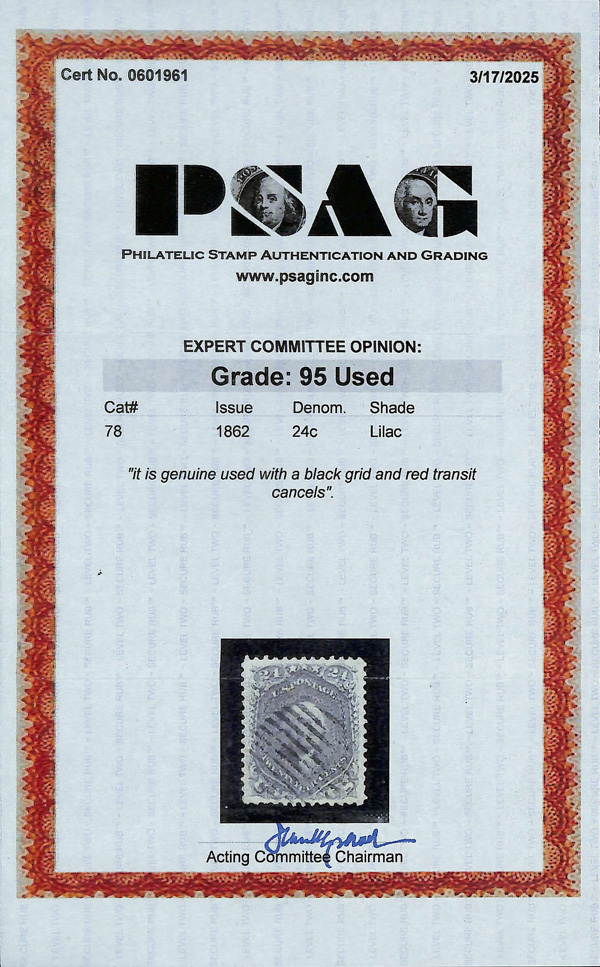 Cert No. 0601961 3/17/2025
PSAG
PHILATELIC STAMP AUTHENTICATION AND GRADING
www.psaginc.com
EXPERT COMMITTEE OPINION:
Grade: 95 Used
Cat# Issue Denom. Shade
78 1862 24c Lilac
"it is genuine used with a black grid and red transit
cancels".
24 24
U.S. POSTAGE
Acting Committee Chairman